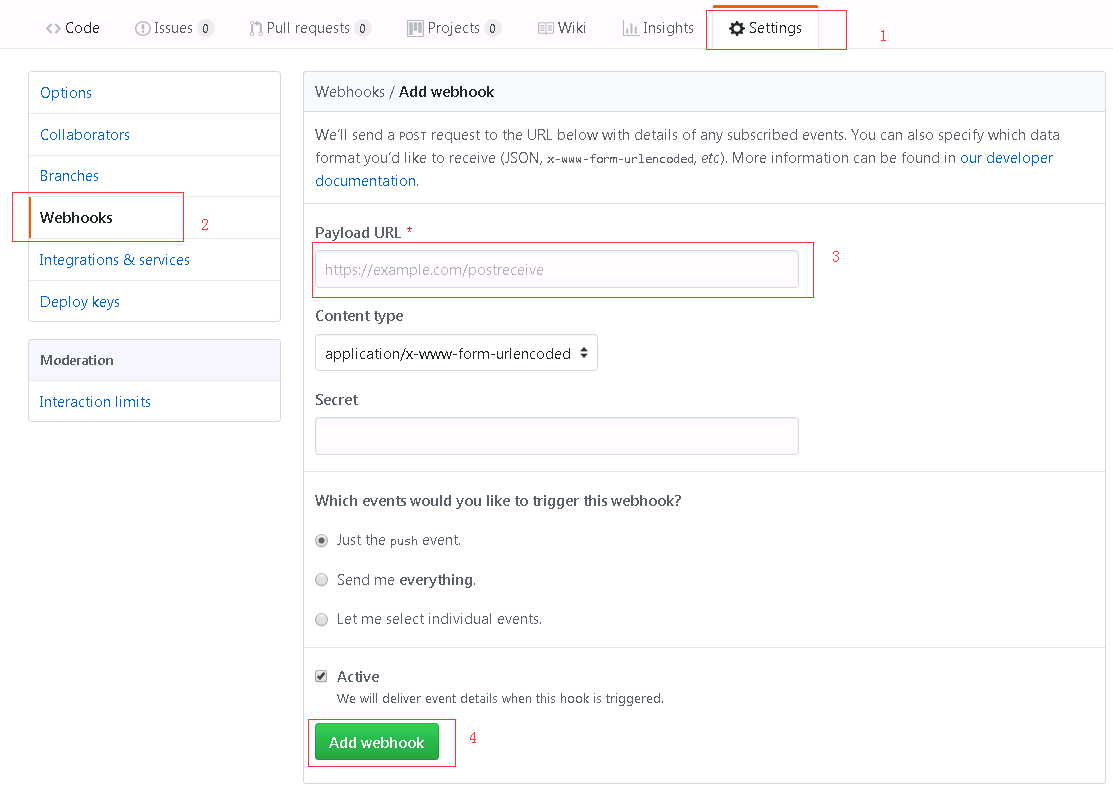 Code Issues 0 Pull requests 0 Projects 0 Wiki Insights Settings 1
Options
Collaborators
Branches
Webhooks 2
Integrations & services
Deploy keys
Moderation
Interaction limits
Webhooks / Add webhook
We'll send a POST request to the URL below with details of any subscribed events. You can also specify which data
format you'd like to receive (JSON, x-www-form-urlencoded, etc). More information can be found in our developer
documentation.
Payload URL *
https://example.com/postreceive 3
Content type
application/x-www-form-urlencoded
Secret
Which events would you like to trigger this webhook?
Just the push event.
Send me everything.
Let me select individual events.
Active
We will deliver event details when this hook is triggered.
Add webhook 4